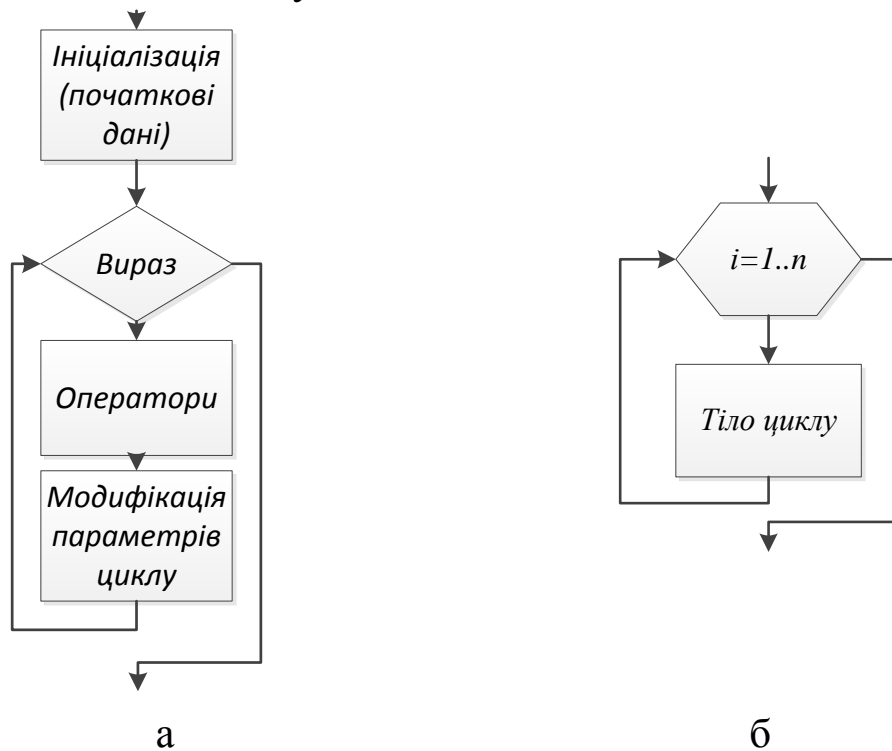 Ініціалізація
(початкові
дані)
Вираз
Оператори
Модифікація
параметрів
циклу
а
i=1..n
Тіло циклу
б